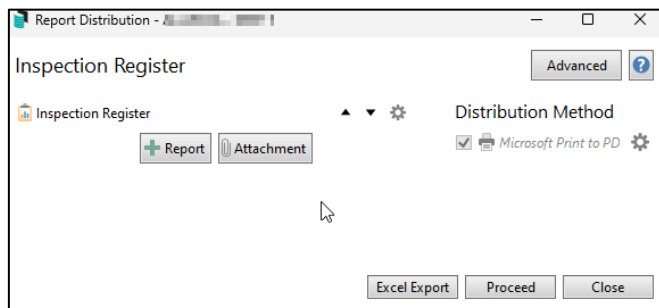 Report Distribution -
Inspection Register
Advanced
?
Inspection Register
Distribution Method
Report
Attachment
Microsoft Print to PD
Excel Export
Proceed
Close